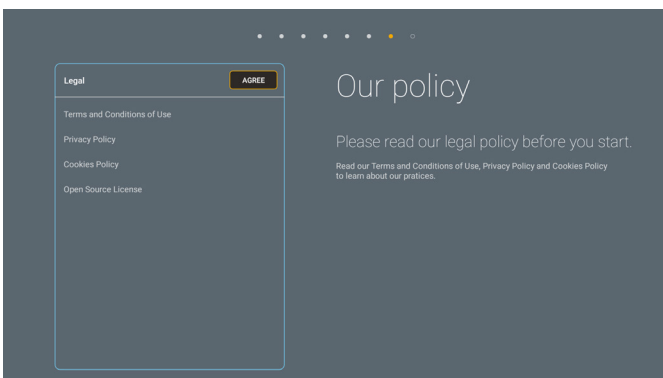 Legal
AGREE
Terms and Conditions of Use
Privacy Policy
Cookies Policy
Open Source License
Our policy
Please read our legal policy before you start.
Read our Terms and Conditions of Use, Privacy Policy and Cookies Policy
to learn about our pratices.